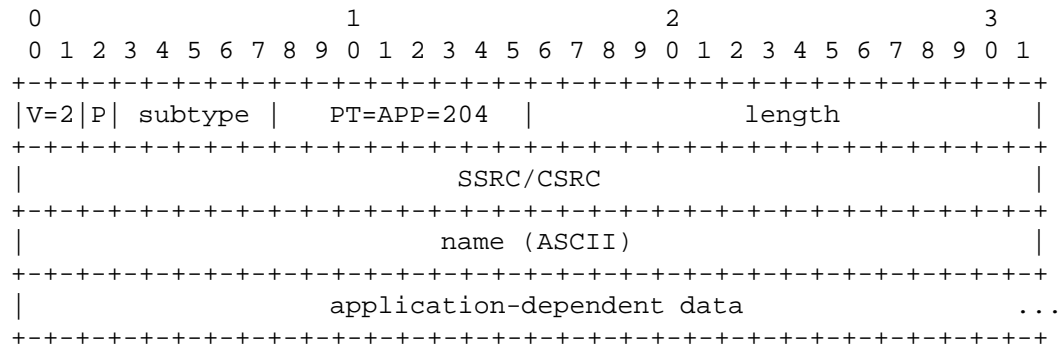 0                   1                   2                   3
 0 1 2 3 4 5 6 7 8 9 0 1 2 3 4 5 6 7 8 9 0 1 2 3 4 5 6 7 8 9 0 1
+-+-+-+-+-+-+-+-+-+-+-+-+-+-+-+-+-+-+-+-+-+-+-+-+-+-+-+-+-+-+-+-+
|V=2|P| subtype |   PT=APP=204  |             length            |
+-+-+-+-+-+-+-+-+-+-+-+-+-+-+-+-+-+-+-+-+-+-+-+-+-+-+-+-+-+-+-+-+
|                           SSRC/CSRC                           |
+-+-+-+-+-+-+-+-+-+-+-+-+-+-+-+-+-+-+-+-+-+-+-+-+-+-+-+-+-+-+-+-+
|                          name (ASCII)                         |
+-+-+-+-+-+-+-+-+-+-+-+-+-+-+-+-+-+-+-+-+-+-+-+-+-+-+-+-+-+-+-+-+
|                   application-dependent data                 ...
+-+-+-+-+-+-+-+-+-+-+-+-+-+-+-+-+-+-+-+-+-+-+-+-+-+-+-+-+-+-+-+-+